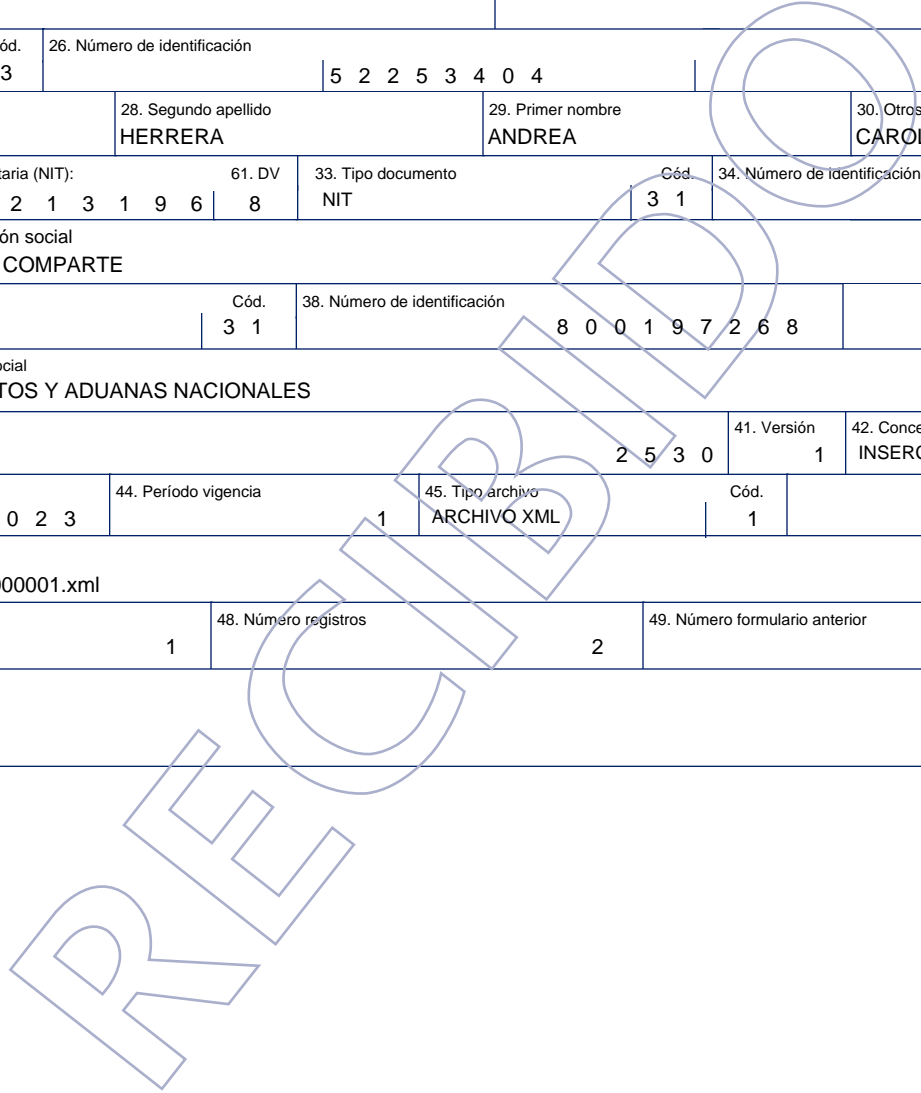 ód. 26. Número de identificación
3 5 2 2 5 3 4 0 4
28. Segundo apellido 29. Primer nombre 30. Otros
HERRERA ANDREA CAROL
taria (NIT): 61. DV 33. Tipo documento Cód. 34. Número de identificación
2 1 3 1 9 6 8 NIT 3 1
ón social
COMPARTE
Cód. 38. Número de identificación
3 1 8 0 0 1 9 7 2 6 8
ocial
TOS Y ADUANAS NACIONALES
41. Versión 42. Conce
2 5 3 0 1 INSERC
44. Período vigencia 45. Tipo archivo Cód.
0 2 3 1 ARCHIVO XML 1
000001.xml
48. Número registros 49. Número formulario anterior
1 2
RECIBIDO